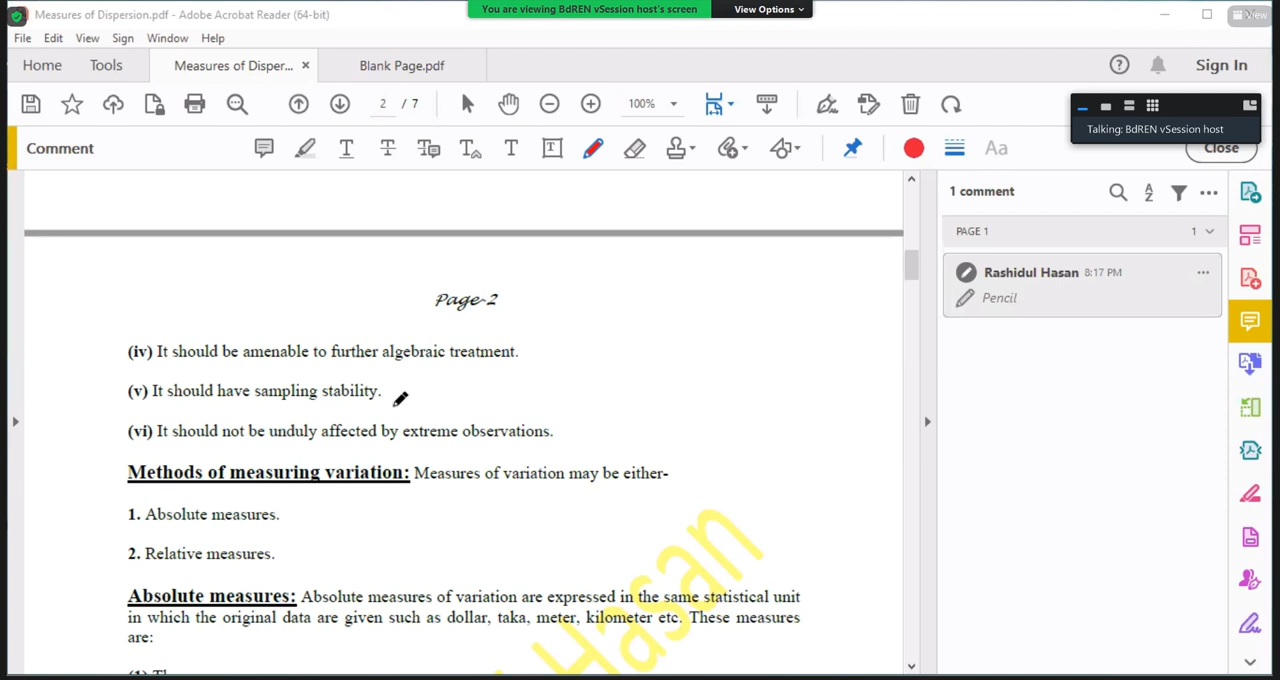 Measures of Dispersion.pdf - Adobe Acrobat Reader (64-bit)
You are viewing BdREN vSession host's screen
View Options
View
File Edit View Sign Window Help
Home Tools Measures of Disper... × Blank Page.pdf
Sign In
2 / 7
100%
Talking: BdREN vSession host
Comment
Aa
Close
1 comment
PAGE 1 1
Rashidul Hasan 8:17 PM
Pencil
Page-2
(iv) It should be amenable to further algebraic treatment.
(v) It should have sampling stability.
(vi) It should not be unduly affected by extreme observations.
Methods of measuring variation: Measures of variation may be either-
1. Absolute measures.
2. Relative measures.
Absolute measures: Absolute measures of variation are expressed in the same statistical unit
in which the original data are given such as dollar, taka, meter, kilometer etc. These measures
are:
Hasan